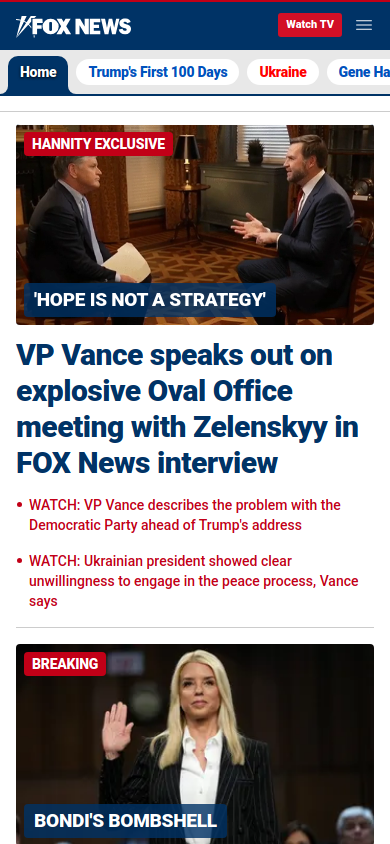 FOX NEWS
Watch TV
Home
Trump's First 100 Days
Ukraine
Gene Ha
HANNITY EXCLUSIVE
'HOPE IS NOT A STRATEGY'
VP Vance speaks out on
explosive Oval Office
meeting with Zelenskyy in
FOX News interview
• WATCH: VP Vance describes the problem with the
Democratic Party ahead of Trump's address
• WATCH: Ukrainian president showed clear
unwillingness to engage in the peace process, Vance
says
BREAKING
BONDI'S BOMBSHELL